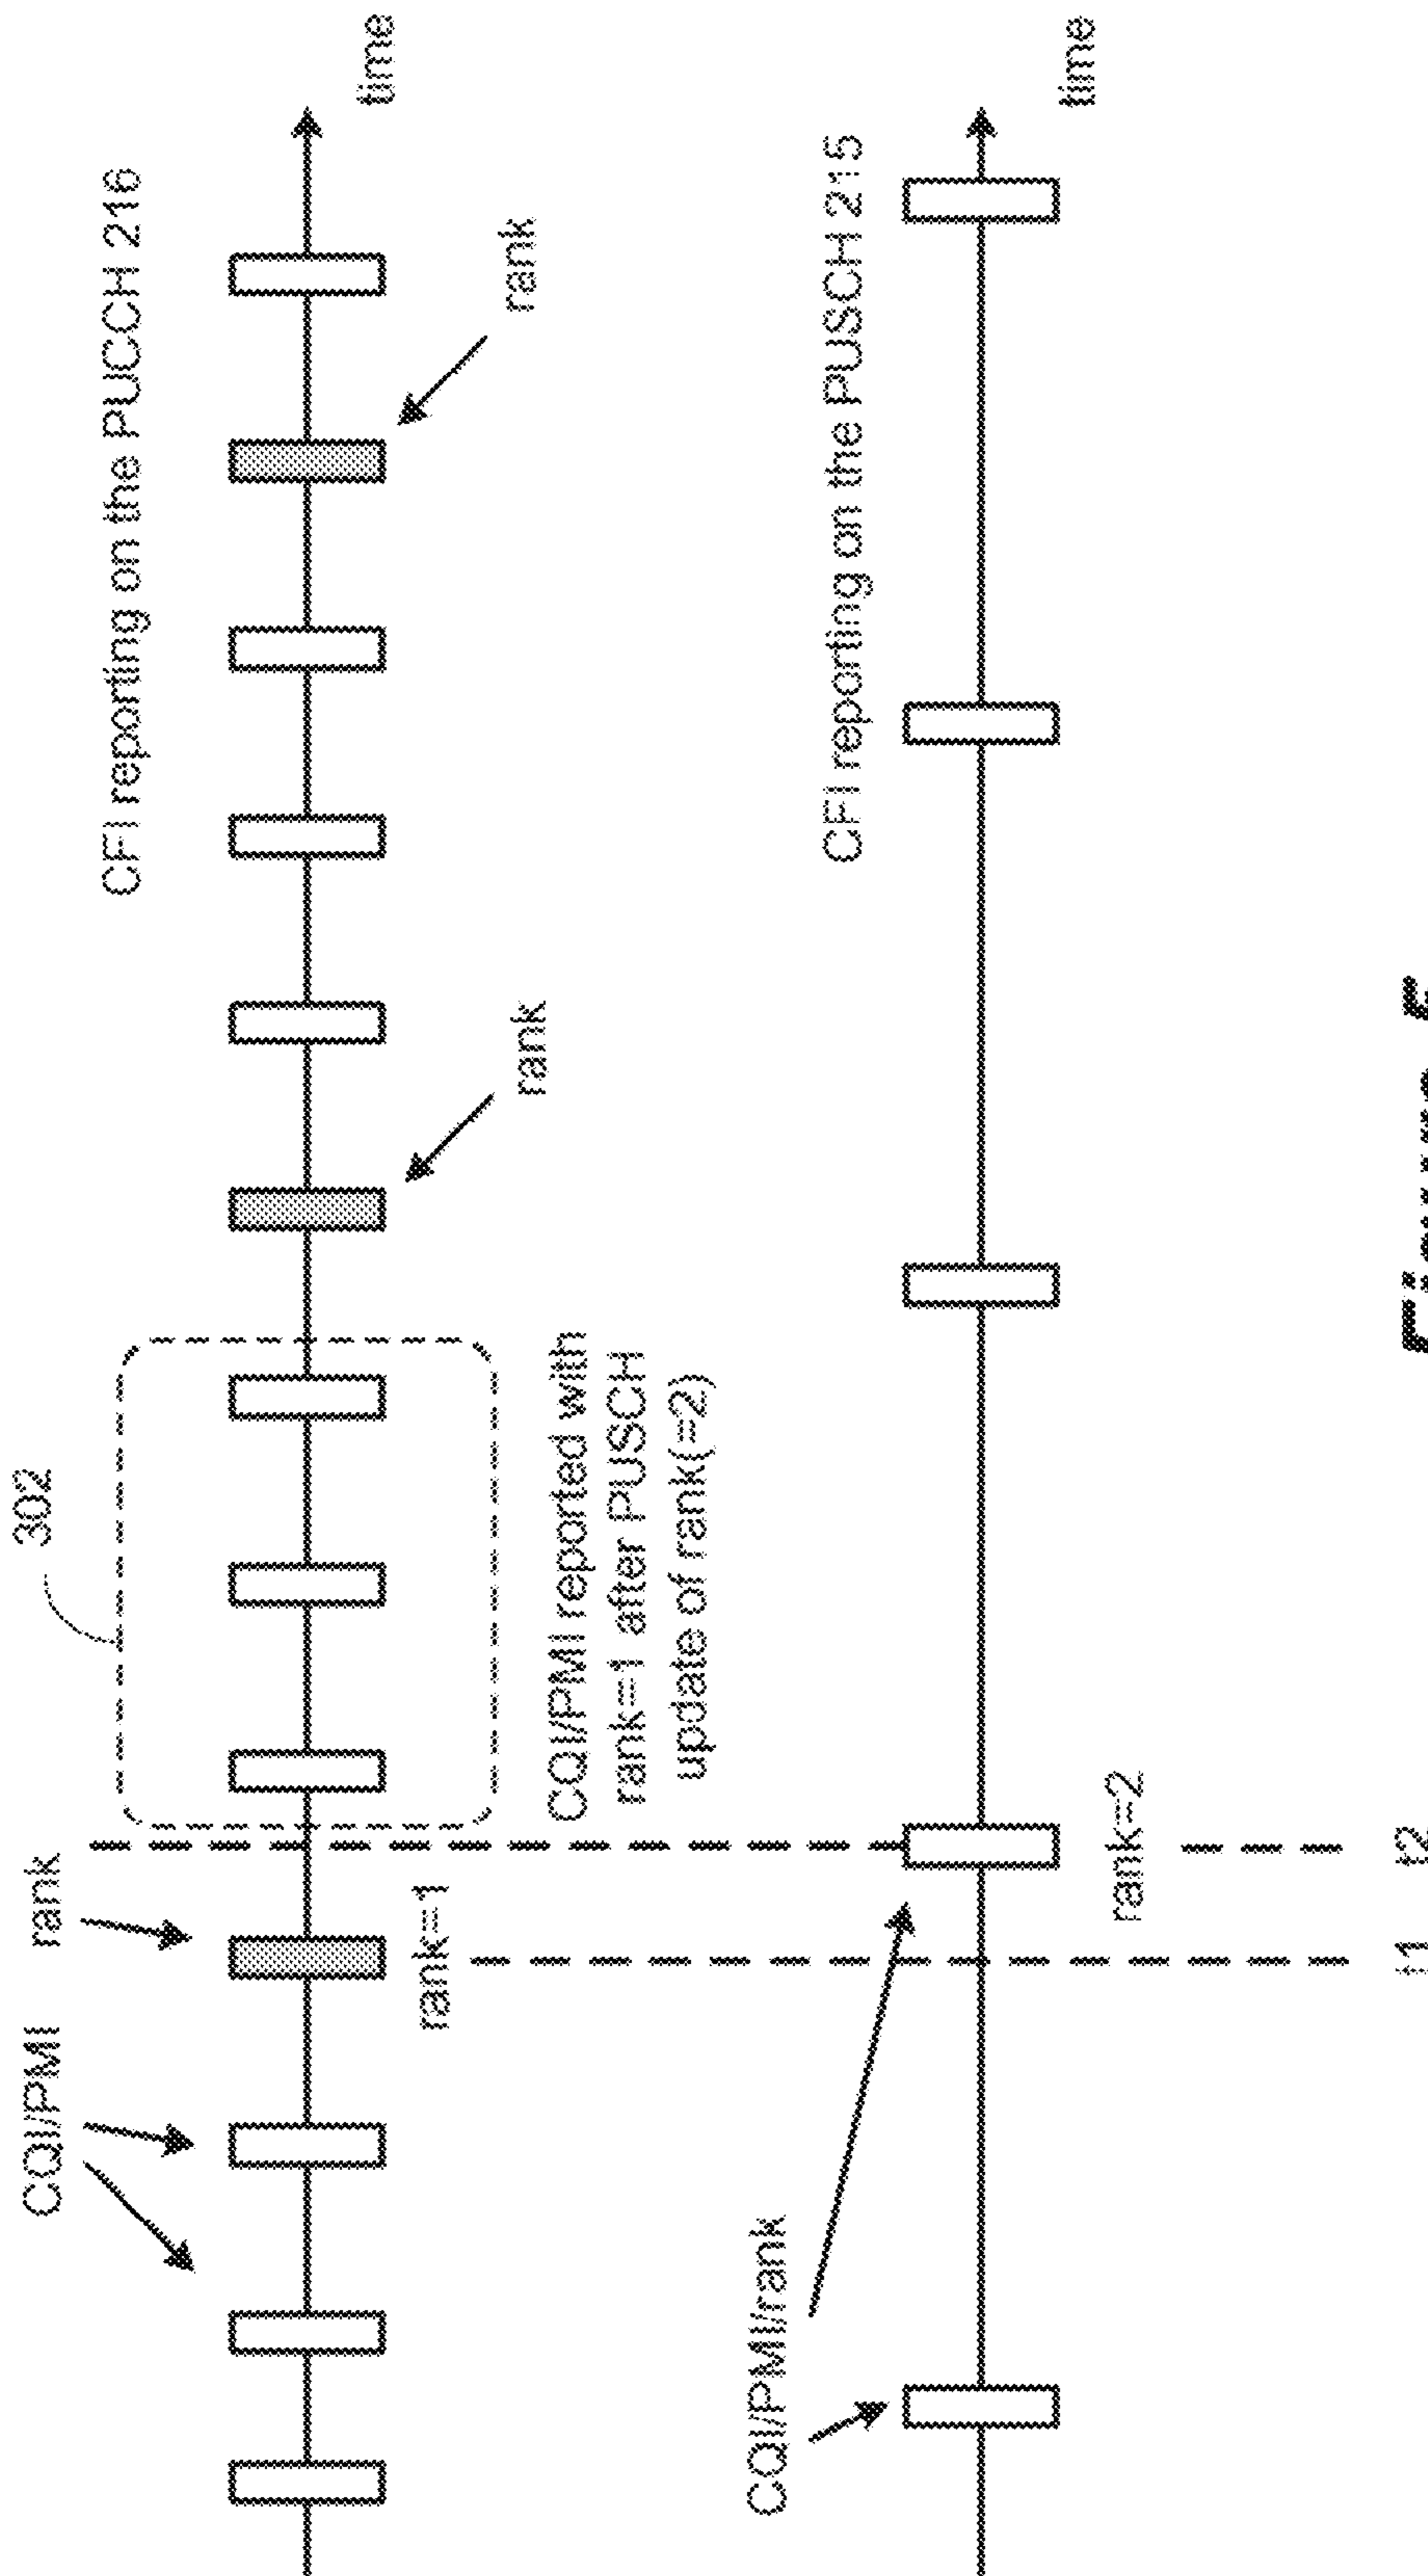 CFI reporting on the PUCCH 216
302
CQI/PMI
rank
rank
rank
time
rank=1
CQI/PMI reported with
rank=1 after PUSCH
update of rank(=2)
CFI reporting on the PUSCH 215
CQI/PMI/rank
time
rank=2
t1
t2